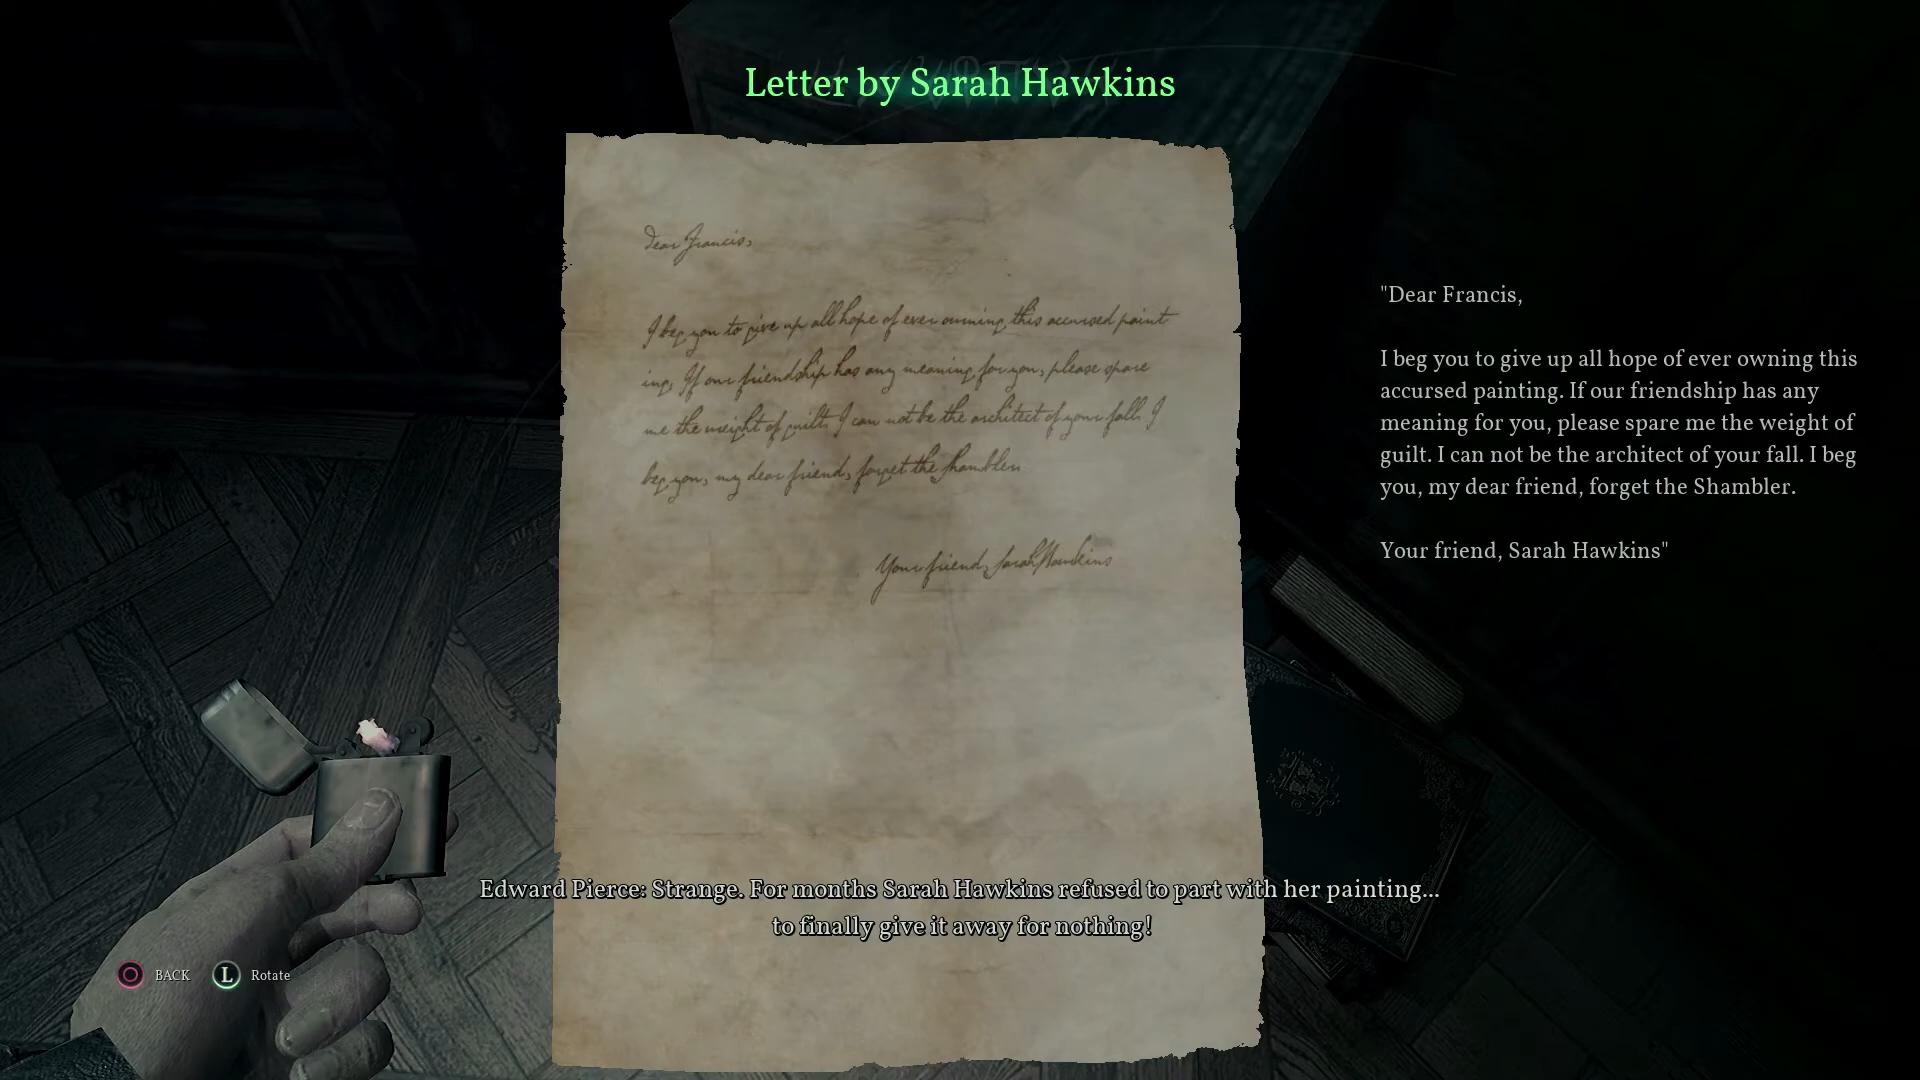 Letter by Sarah Hawkins
Dear Francis,
I beg you to give up all hope of ever owning this accursed paint
ing. If our friendship has any meaning for you, please spare
me the weight of guilt. I can not be the architect of your fall. I
beg you, my dear friend, forget the Shambler.
Your friend, Sarah Hawkins
"Dear Francis,
I beg you to give up all hope of ever owning this
accursed painting. If our friendship has any
meaning for you, please spare me the weight of
guilt. I can not be the architect of your fall. I beg
you, my dear friend, forget the Shambler.
Your friend, Sarah Hawkins"
Edward Pierce: Strange. For months Sarah Hawkins refused to part with her painting...
to finally give it away for nothing!
BACK L Rotate